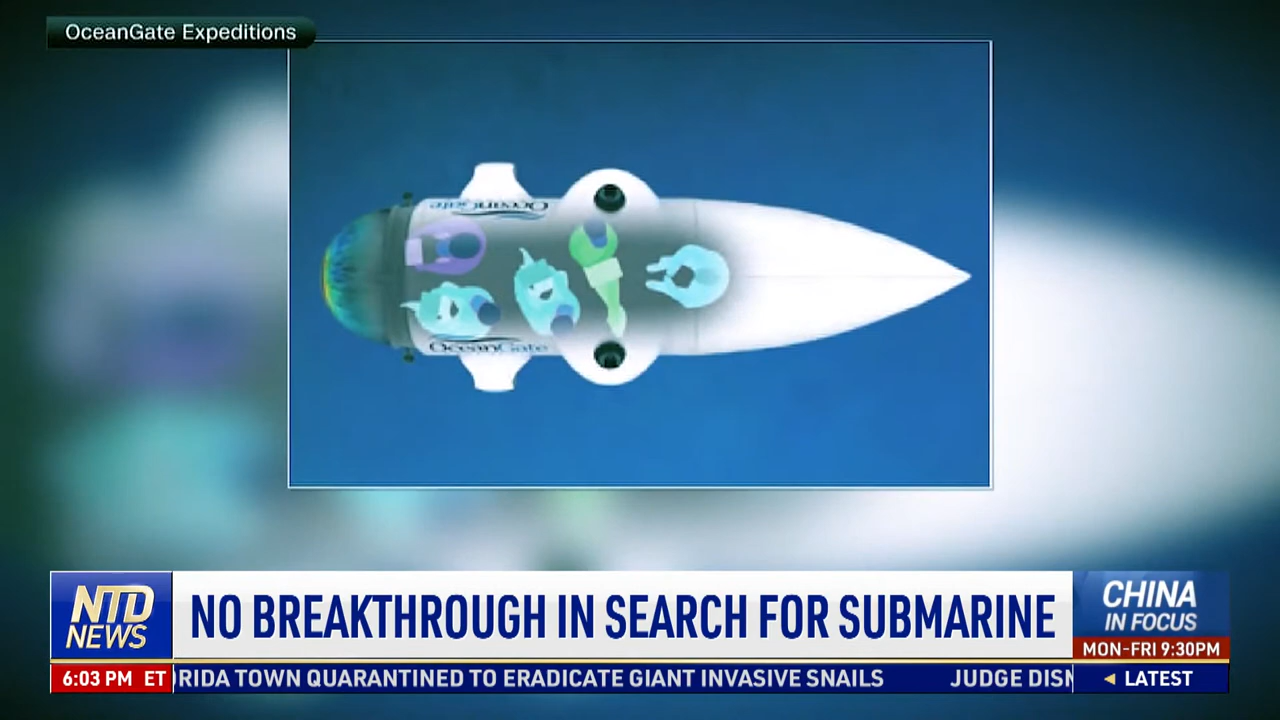 OceanGate Expeditions
OceanGate
OceanGate
NTD
NEWS
NO BREAKTHROUGH IN SEARCH FOR SUBMARINE
CHINA
IN FOCUS
MON-FRI 9:30PM
6:03 PM ET
RIDA TOWN QUARANTINED TO ERADICATE GIANT INVASIVE SNAILS
JUDGE DISM
LATEST